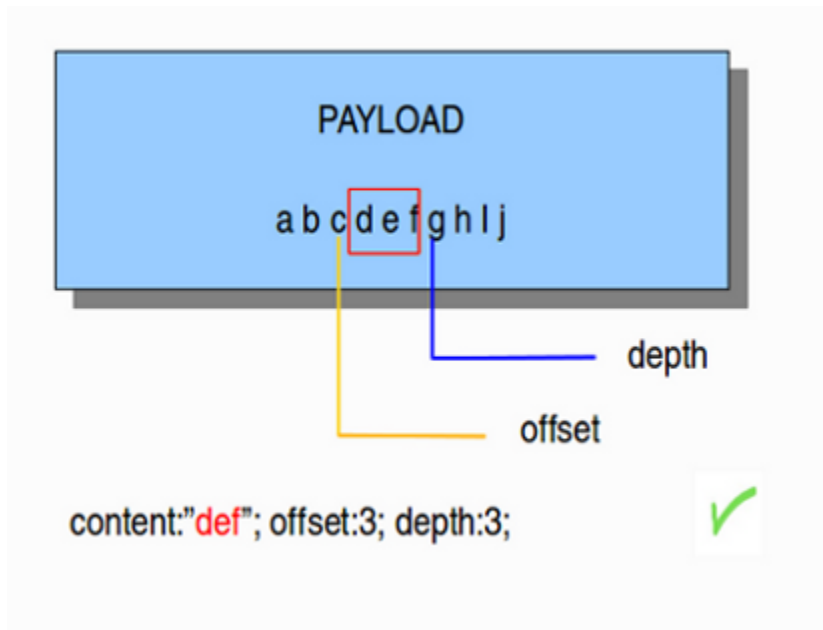 PAYLOAD
a b c d e f g h l j
depth
offset
content:”def”; offset:3; depth:3;